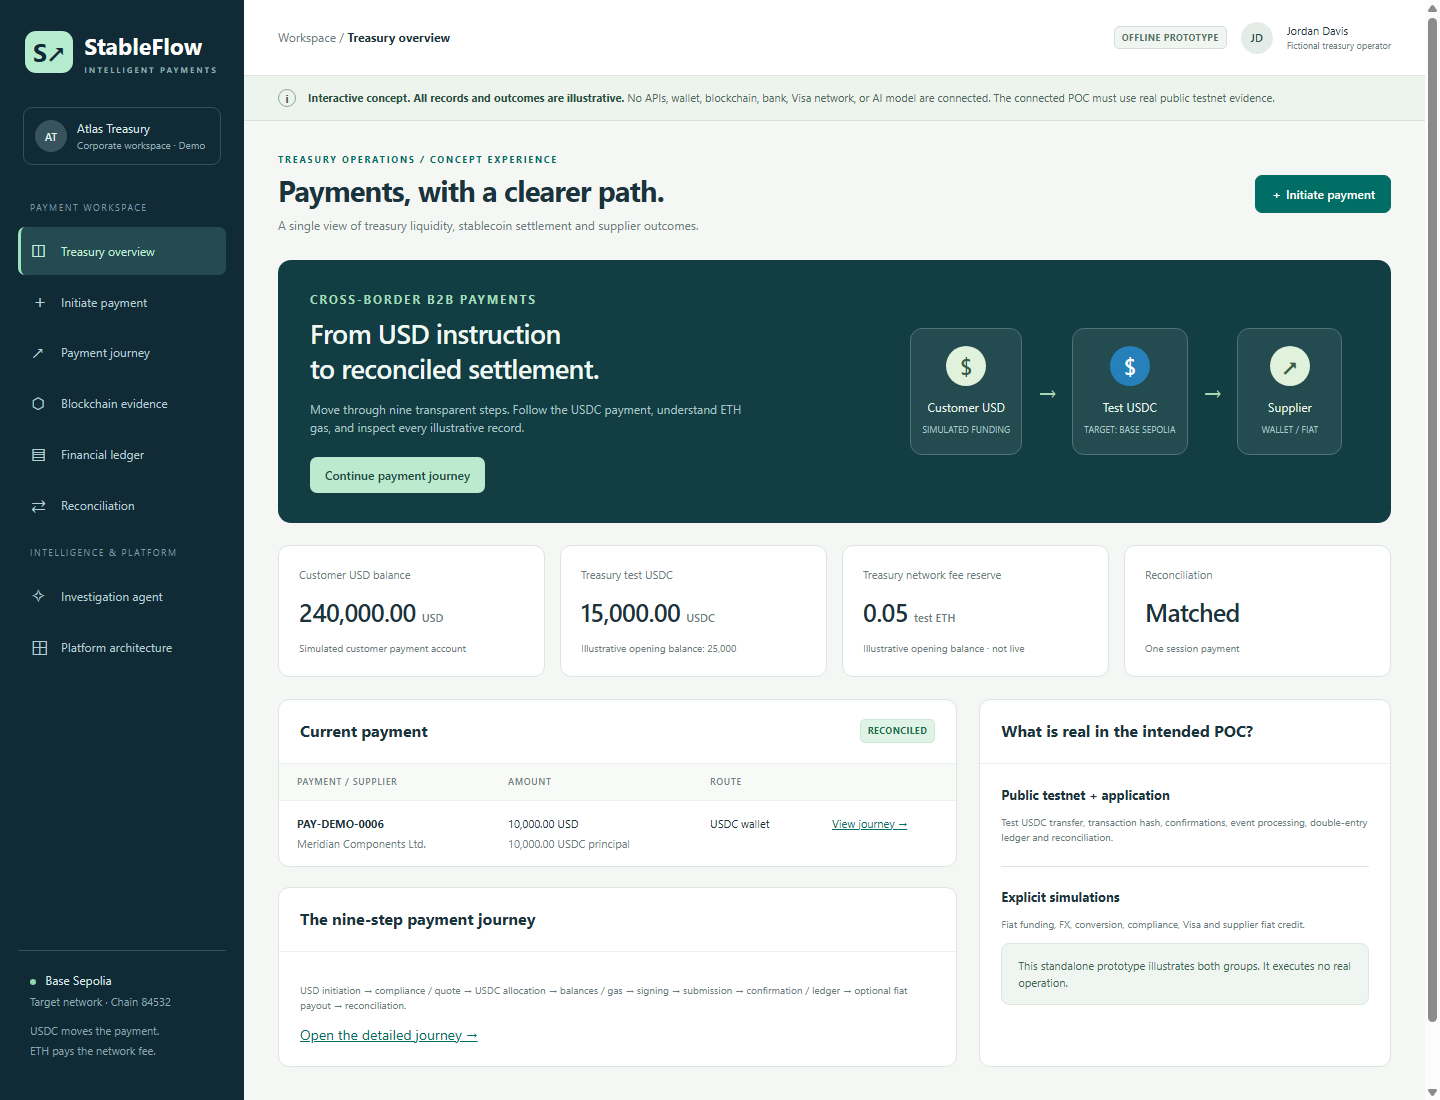 S↗ StableFlow
INTELLIGENT PAYMENTS
AT Atlas Treasury
Corporate workspace · Demo
PAYMENT WORKSPACE
Treasury overview
+ Initiate payment
↗ Payment journey
Blockchain evidence
Financial ledger
Reconciliation
INTELLIGENCE & PLATFORM
Investigation agent
Platform architecture
Base Sepolia
Target network · Chain 84532
USDC moves the payment.
ETH pays the network fee.
Workspace / Treasury overview
OFFLINE PROTOTYPE
JD
Jordan Davis
Fictional treasury operator
i Interactive concept. All records and outcomes are illustrative. No APIs, wallet, blockchain, bank, Visa network, or AI model are connected. The connected POC must use real public testnet evidence.
TREASURY OPERATIONS / CONCEPT EXPERIENCE
Payments, with a clearer path.
A single view of treasury liquidity, stablecoin settlement and supplier outcomes.
+ Initiate payment
CROSS-BORDER B2B PAYMENTS
From USD instruction
to reconciled settlement.
Move through nine transparent steps. Follow the USDC payment, understand ETH
gas, and inspect every illustrative record.
Continue payment journey
$
Customer USD
SIMULATED FUNDING
→
$
Test USDC
TARGET: BASE SEPOLIA
→
↗
Supplier
WALLET / FIAT
Customer USD balance
240,000.00 USD
Simulated customer payment account
Treasury test USDC
15,000.00 USDC
Illustrative opening balance: 25,000
Treasury network fee reserve
0.05 test ETH
Illustrative opening balance · not live
Reconciliation
Matched
One session payment
Current payment
RECONCILED
PAYMENT / SUPPLIER AMOUNT ROUTE
PAY-DEMO-0006 10,000.00 USD USDC wallet View journey →
Meridian Components Ltd. 10,000.00 USDC principal
The nine-step payment journey
USD initiation → compliance / quote → USDC allocation → balances / gas → signing → submission → confirmation / ledger → optional fiat
payout → reconciliation.
Open the detailed journey →
What is real in the intended POC?
Public testnet + application
Test USDC transfer, transaction hash, confirmations, event processing, double-entry
ledger and reconciliation.
Explicit simulations
Fiat funding, FX, conversion, compliance, Visa and supplier fiat credit.
This standalone prototype illustrates both groups. It executes no real
operation.